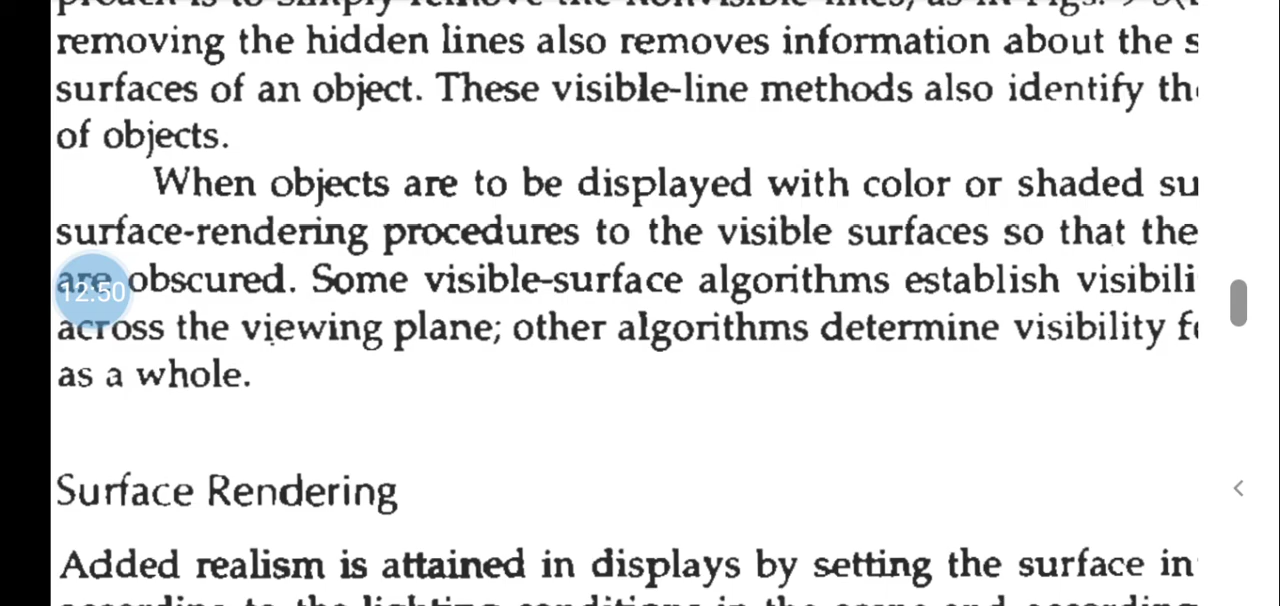 removing the hidden lines also removes information about the
surfaces of an object. These visible-line methods also identify
of objects.
When objects are to be displayed with color or shaded
surface-rendering procedures to the visible surfaces so that the
are obscured. Some visible-surface algorithms establish
12:50
across the viewing plane; other algorithms determine visibility
as a whole.
Surface Rendering
Added realism is attained in displays by setting the surface